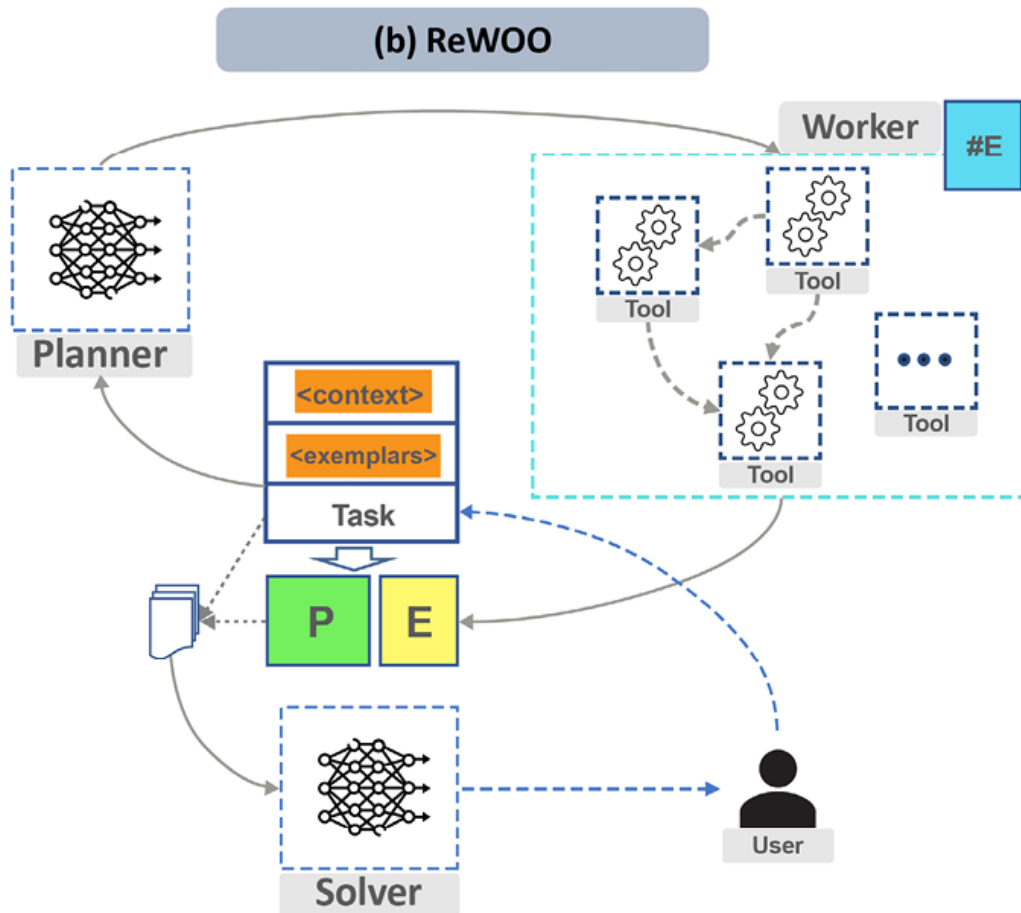 (b) ReWOO
Worker
#E
Tool
Tool
Tool
Tool
Planner
<context>
<exemplars>
Task
P
E
User
Solver